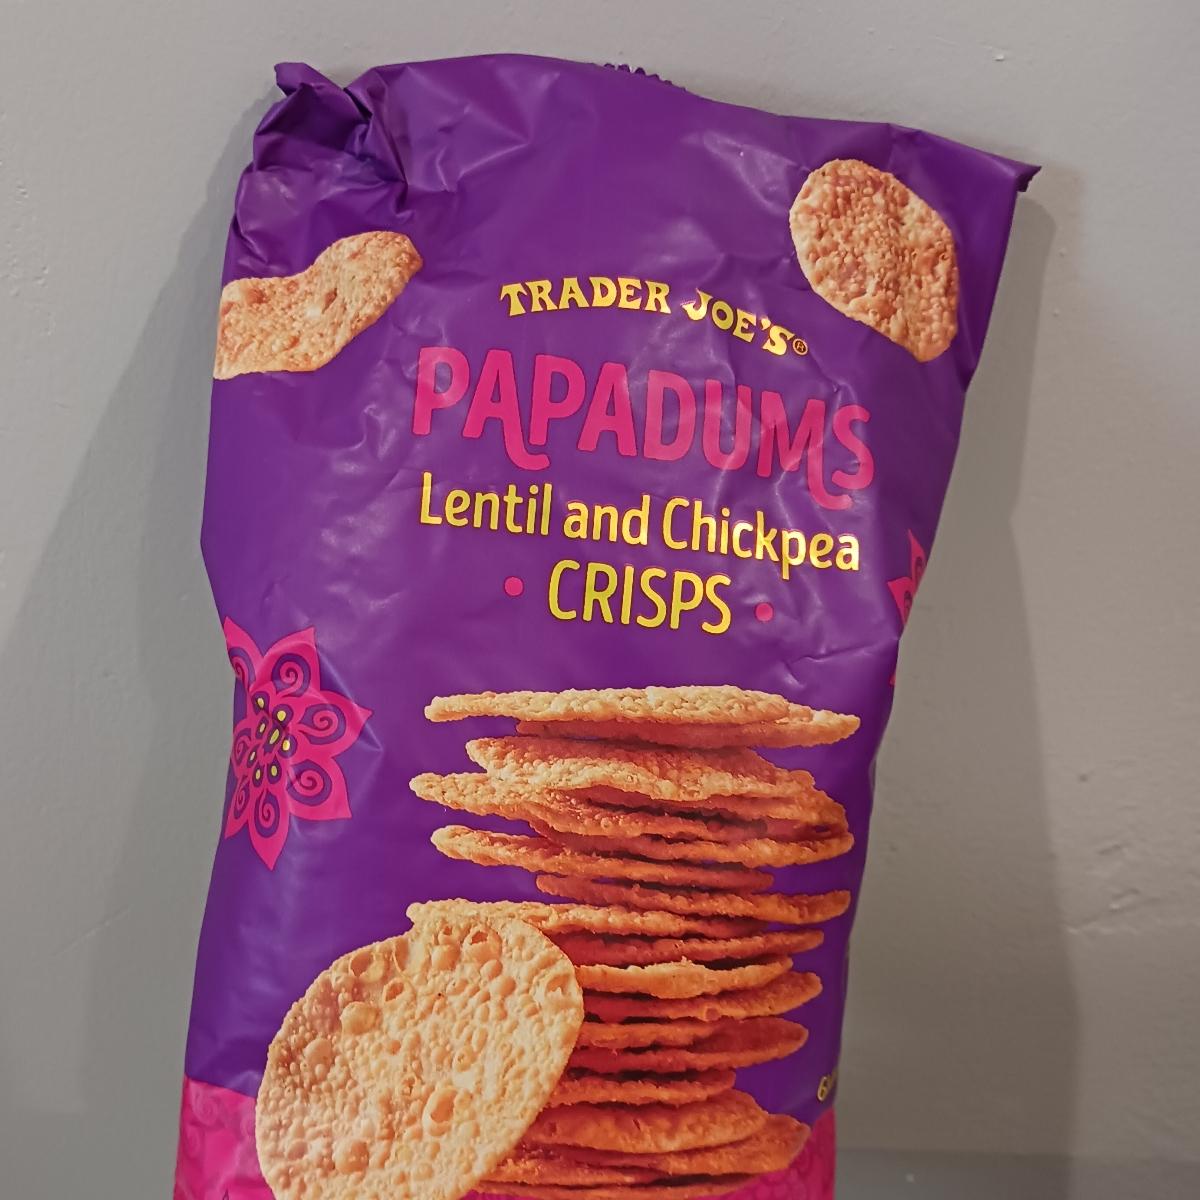 TRADER JOE'S®
PAPADUMS
Lentil and Chickpea
• CRISPS •